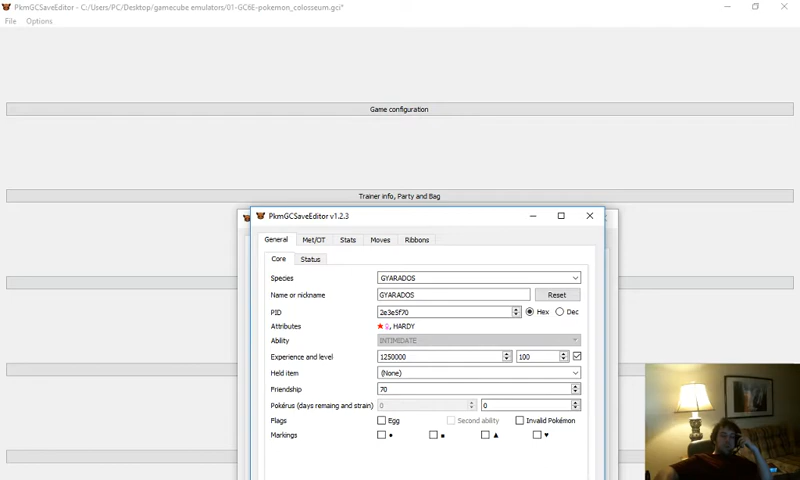 PkmGCSaveEditor - C:/Users/PC/Desktop/gamecube emulators/01-GC6E-pokemon_colosseum.gci*
File Options
Game configuration
Trainer info, Party and Bag
PkmGCSaveEditor v1.2.3
General Met/OT Stats Moves Ribbons
Core Status
Species GYARADOS
Name or nickname GYARADOS Reset
PID 2e3e5f70 Hex Dec
Attributes ★♀, HARDY
Ability INTIMIDATE
Experience and level 1250000 100
Held item (None)
Friendship 70
Pokérus (days remaing and strain) 0 0
Flags Egg Second ability Invalid Pokémon
Markings ● ■ ▲ ♥